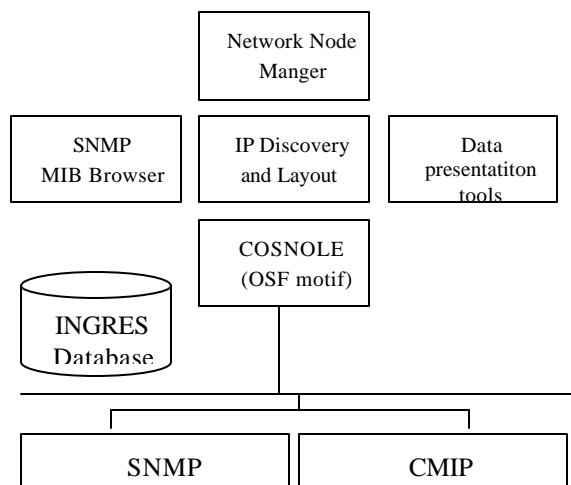 Network Node
Manger
SNMP
MIB Browser
IP Discovery
and Layout
Data
presentatiton
tools
COSNOLE
(OSF motif)
INGRES
Database
SNMP
CMIP